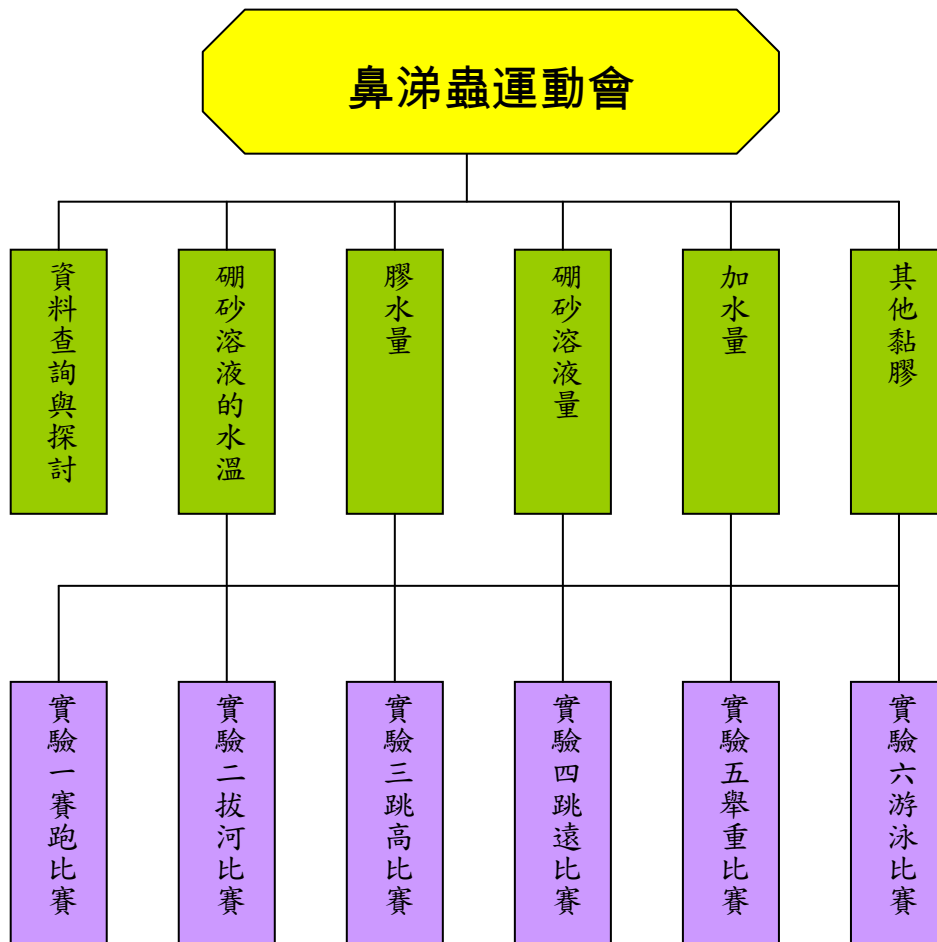 鼻涕蟲運動會
資料查詢與探討
硼砂溶液的水溫
膠水量
硼砂溶液量
加水量
其他黏膠
實驗一賽跑比賽
實驗二拔河比賽
實驗三跳高比賽
實驗四跳遠比賽
實驗五舉重比賽
實驗六游泳比賽